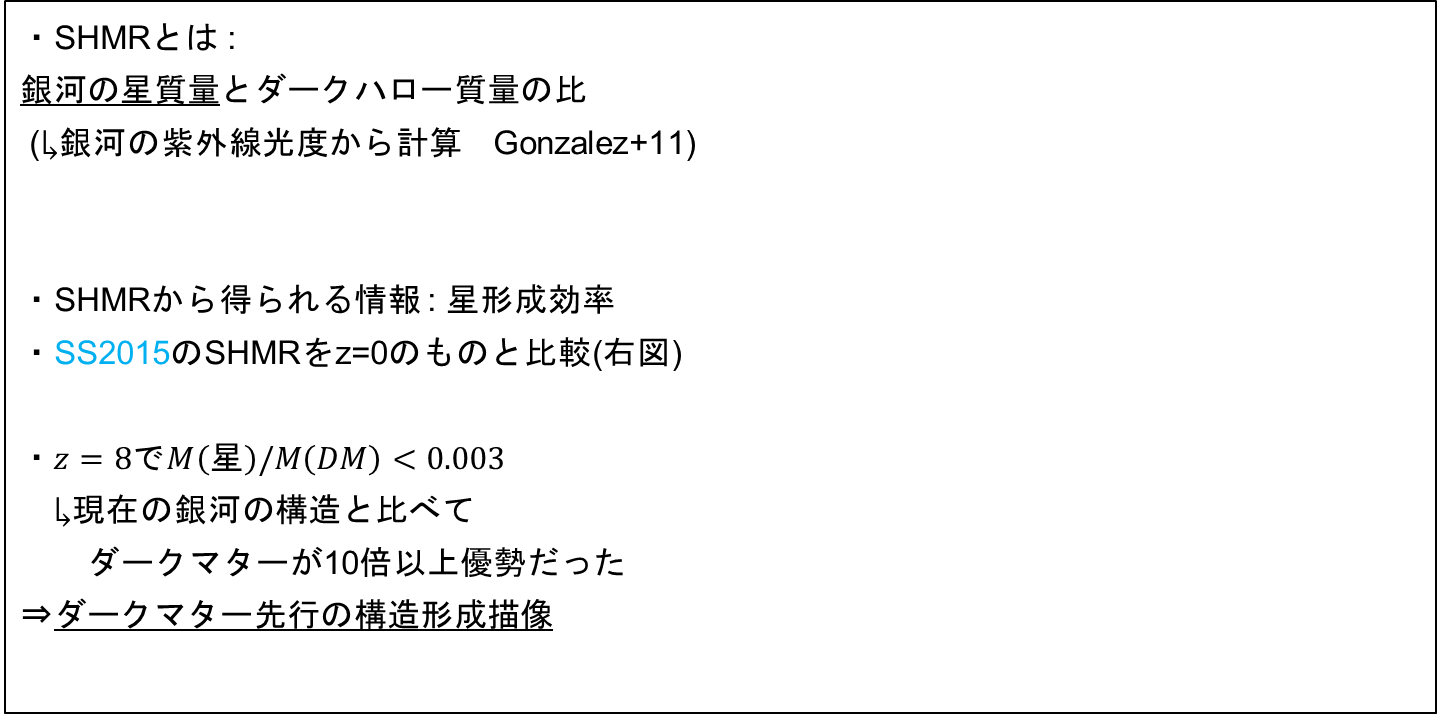 ・SHMRとは :
銀河の星質量とダークハロー質量の比
(↳銀河の紫外線光度から計算　Gonzalez+11)
・SHMRから得られる情報 : 星形成効率
・SS2015のSHMRをz=0のものと比較(右図)
・z = 8でM(星)/M(DM) < 0.003
↳現在の銀河の構造と比べて
ダークマターが10倍以上優勢だった
⇒ダークマター先行の構造形成描像